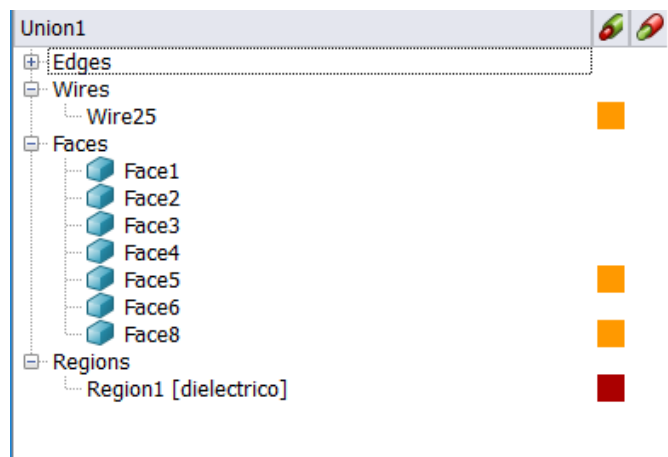 Union1
Edges
Wires
Wire25
Faces
Face1
Face2
Face3
Face4
Face5
Face6
Face8
Regions
Region1 [dielectrico]